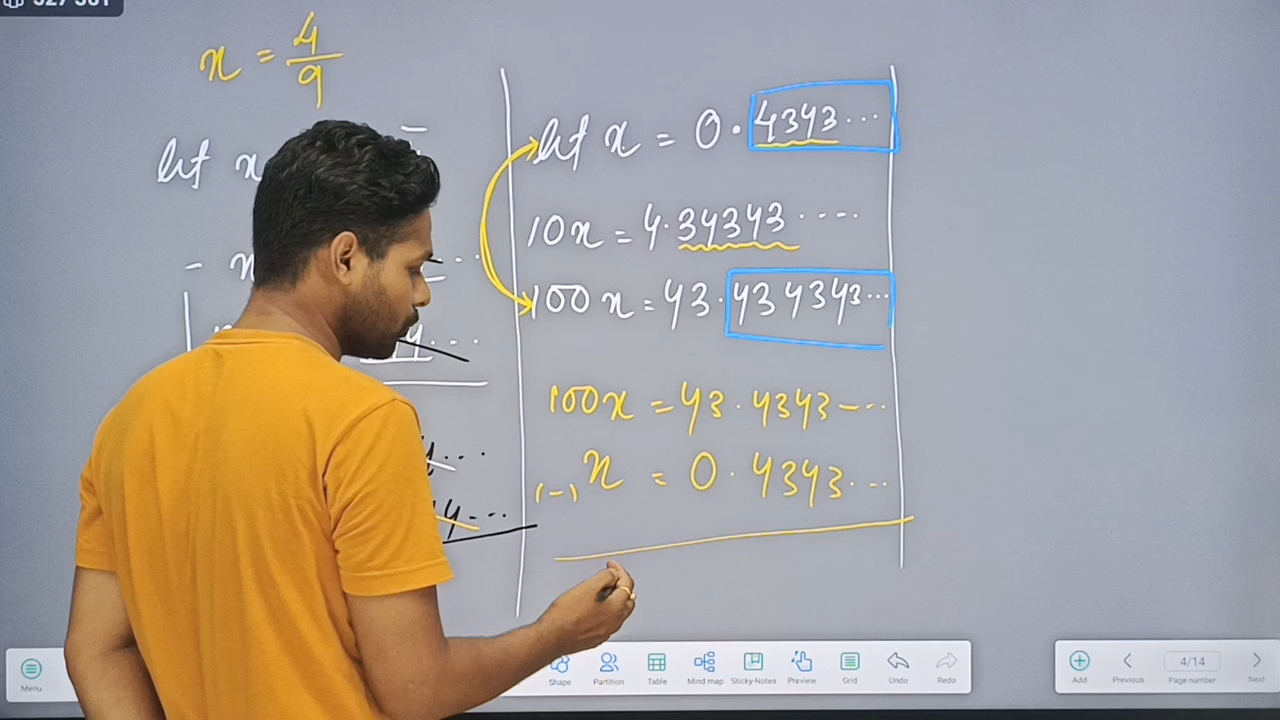 x = 4/9
let x
- x ...
...
let x = 0.4343...
10x = 4.34343....
100x = 43.434343...
100x = 43.4343---..
(-) x = 0.4343...
Menu
Shape
Partition
Table
Mind map
Sticky-Notes
Preview
Grid
Undo
Redo
Add
Previous
4/14
Page number
Next